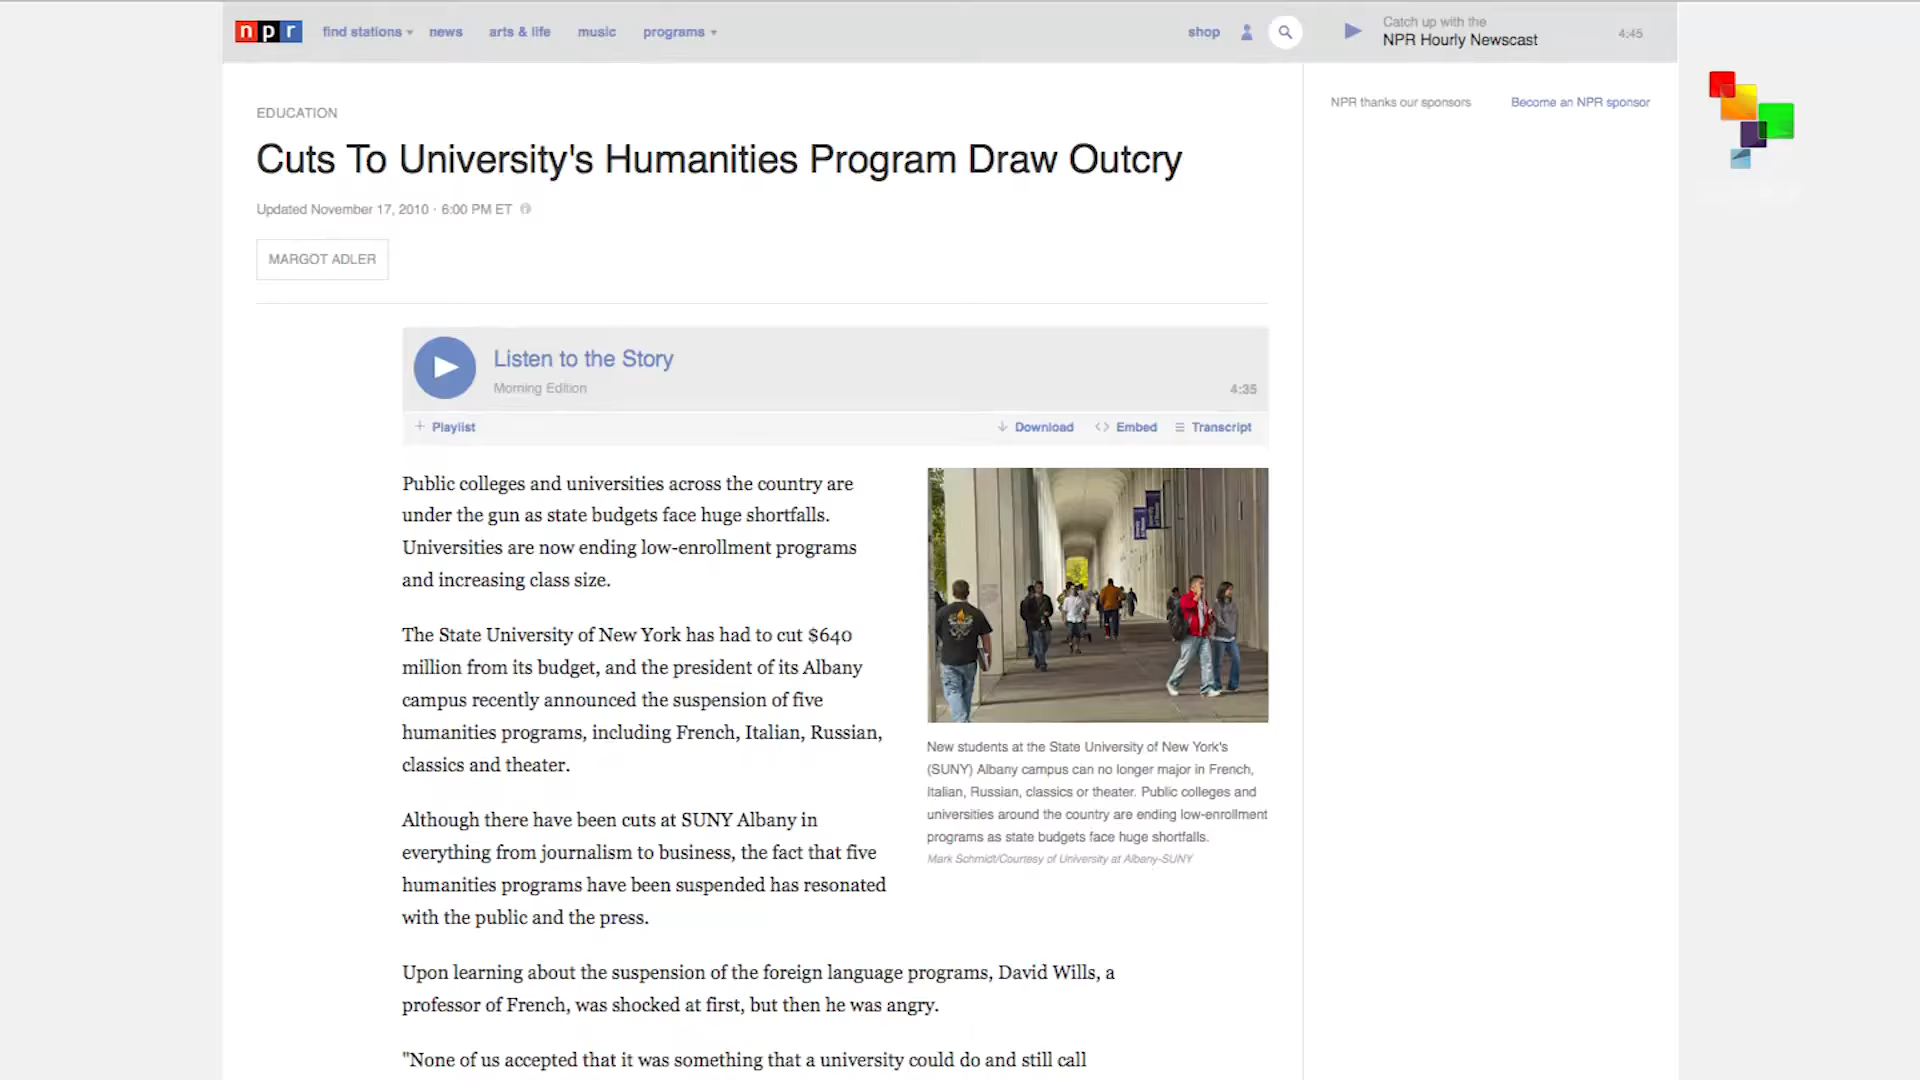 npr find stations news arts & life music programs shop Catch up with the
NPR Hourly Newscast 4:45
NPR thanks our sponsors Become an NPR sponsor
EDUCATION
Cuts To University's Humanities Program Draw Outcry
Updated November 17, 2010 · 6:00 PM ET
MARGOT ADLER
Listen to the Story
Morning Edition 4:35
+ Playlist Download Embed Transcript
Public colleges and universities across the country are
under the gun as state budgets face huge shortfalls.
Universities are now ending low-enrollment programs
and increasing class size.
The State University of New York has had to cut $640
million from its budget, and the president of its Albany
campus recently announced the suspension of five
humanities programs, including French, Italian, Russian,
classics and theater.
Although there have been cuts at SUNY Albany in
everything from journalism to business, the fact that five
humanities programs have been suspended has resonated
with the public and the press.
New students at the State University of New York's
(SUNY) Albany campus can no longer major in French,
Italian, Russian, classics or theater. Public colleges and
universities around the country are ending low-enrollment
programs as state budgets face huge shortfalls.
Mark Schmidt/Courtesy of University at Albany-SUNY
Upon learning about the suspension of the foreign language programs, David Wills, a
professor of French, was shocked at first, but then he was angry.
"None of us accepted that it was something that a university could do and still call